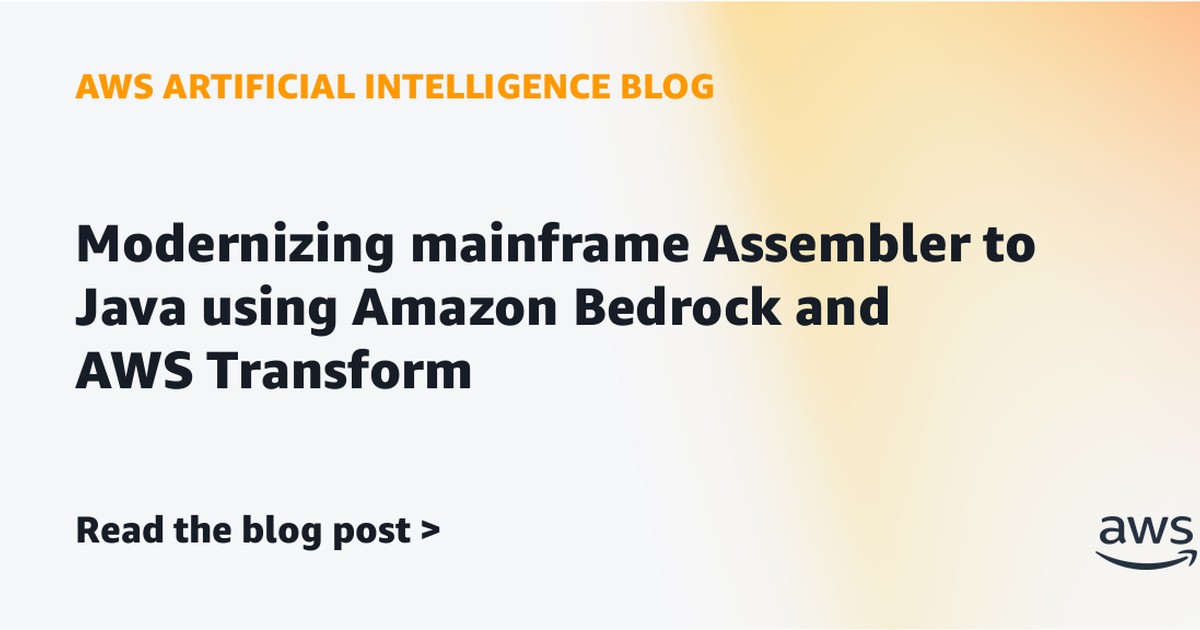 AWS ARTIFICIAL INTELLIGENCE BLOG
Modernizing mainframe Assembler to
Java using Amazon Bedrock and
AWS Transform
Read the blog post >
aws